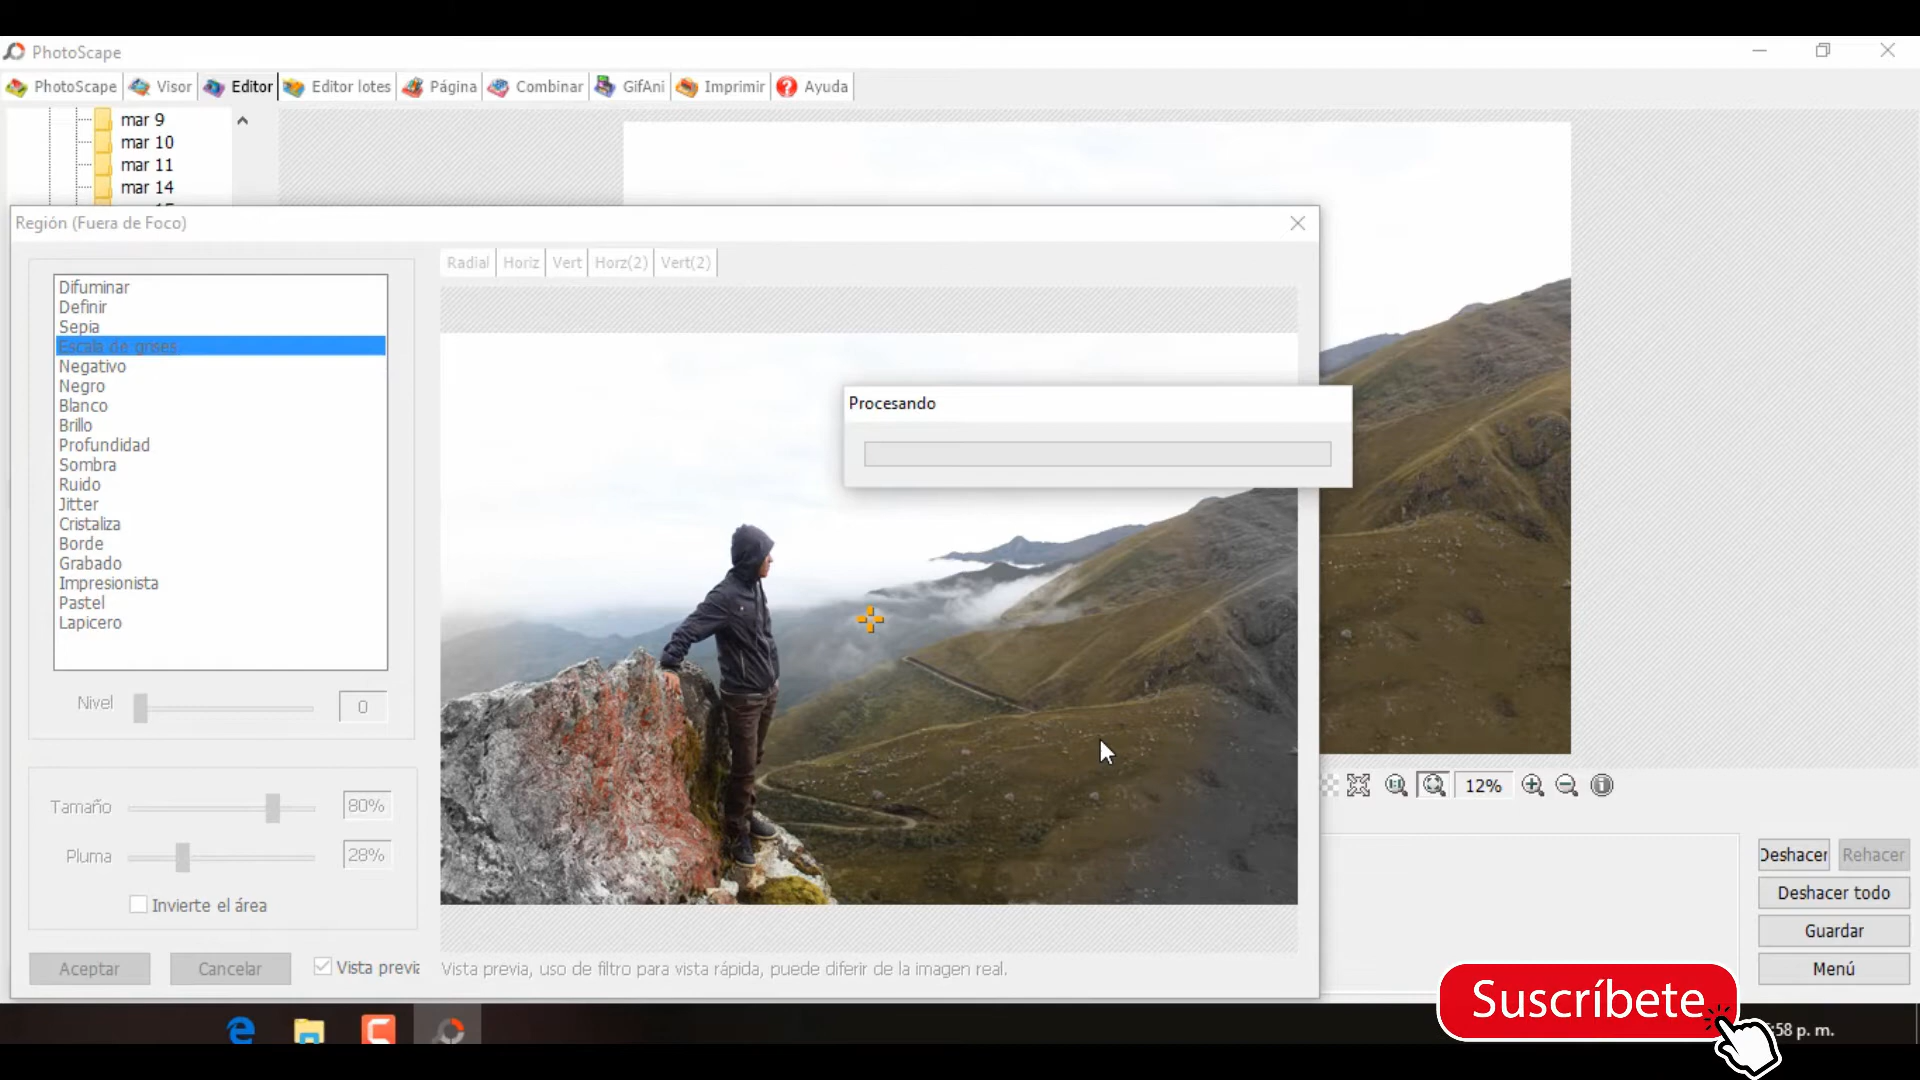 PhotoScape
PhotoScape Visor Editor Editor lotes Página Combinar GifAni Imprimir Ayuda
mar 9
mar 10
mar 11
mar 14
Región (Fuera de Foco)
Radial Horiz Vert Horz(2) Vert(2)
Difuminar
Definir
Sepia
Escala de grises
Negativo
Negro
Blanco
Brillo
Profundidad
Sombra
Ruido
Jitter
Cristaliza
Borde
Grabado
Impresionista
Pastel
Lapicero
Nivel 0
Tamaño 80%
Pluma 28%
Invierte el área
Aceptar Cancelar Vista previa
Vista previa, uso de filtro para vista rápida, puede diferir de la imagen real.
Procesando
12%
Deshacer Rehacer
Deshacer todo
Guardar
Menú
Suscríbete
:58 p. m.